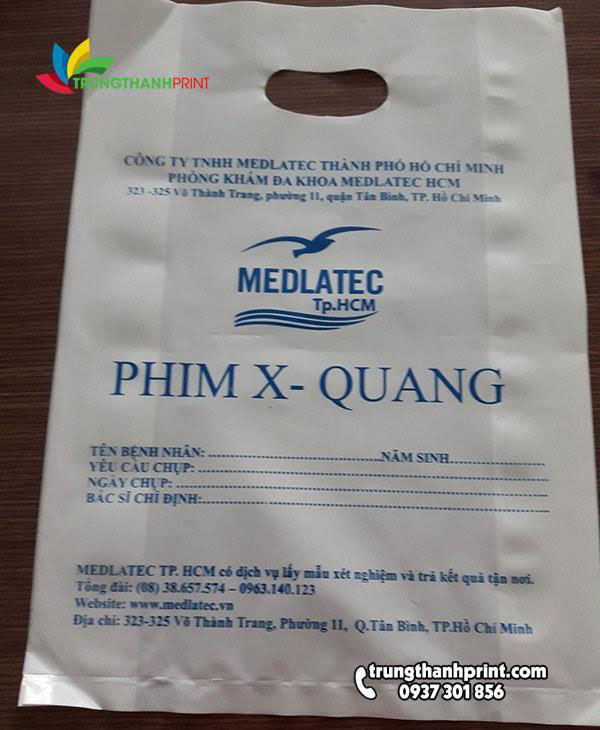 TRUNGTHANHPRINT
CÔNG TY TNHH MEDLATEC THÀNH PHỐ HỒ CHÍ MINH
PHÒNG KHÁM ĐA KHOA MEDLATEC HCM
323 -325 Võ Thành Trang, phường 11, quận Tân Bình, TP. Hồ Chí Minh
MEDLATEC
Tp.HCM
PHIM X- QUANG
TÊN BỆNH NHÂN: ........................................NĂM SINH......................
YÊU CẦU CHỤP: ................................................................................
NGÀY CHỤP: .....................................................................................
BÁC SĨ CHỈ ĐỊNH:................................................................................
MEDLATEC TP. HCM có dịch vụ lấy mẫu xét nghiệm và trả kết quả tận nơi.
Tổng đài: (08) 38.657.574 – 0963.140.123
Website: www.medlatec.vn
Địa chỉ: 323-325 Võ Thành Trang, Phường 11, Q.Tân Bình, TP.Hồ Chí Minh
trungthanhprint.com
0937 301 856